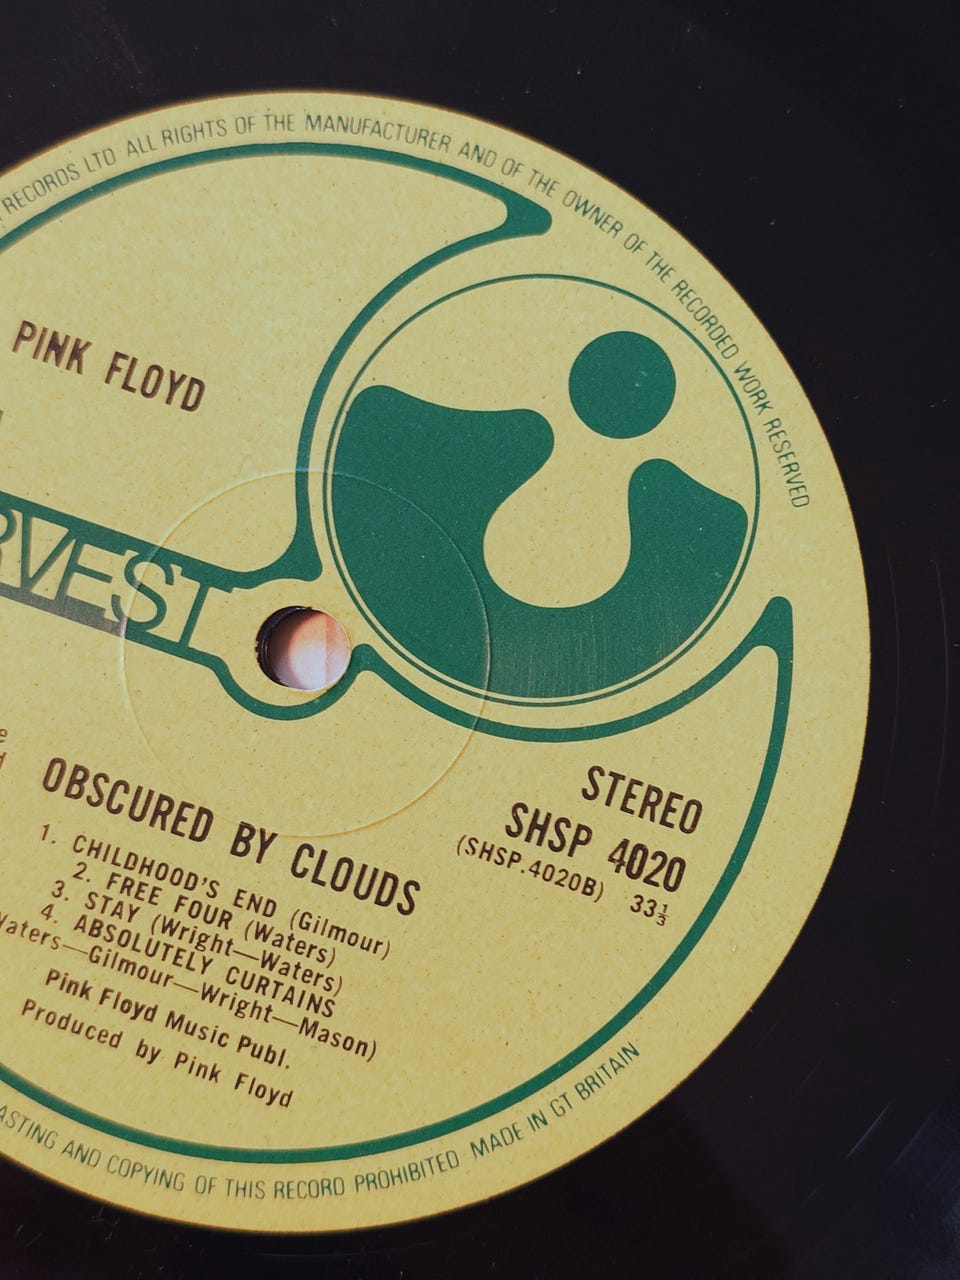 RECORDS LTD ALL RIGHTS OF THE MANUFACTURER AND OF THE OWNER OF THE RECORDED WORK RESERVED
PINK FLOYD
RVEST
OBSCURED BY CLOUDS
1. CHILDHOOD'S END (Gilmour)
2. FREE FOUR (Waters)
3. STAY (Wright—Waters)
4. ABSOLUTELY CURTAINS
Waters—Gilmour—Wright—Mason)
Pink Floyd Music Publ.
Produced by Pink Floyd
STEREO
SHSP 4020
(SHSP.4020B) 33⅓
ASTING AND COPYING OF THIS RECORD PROHIBITED MADE IN GT BRITAIN